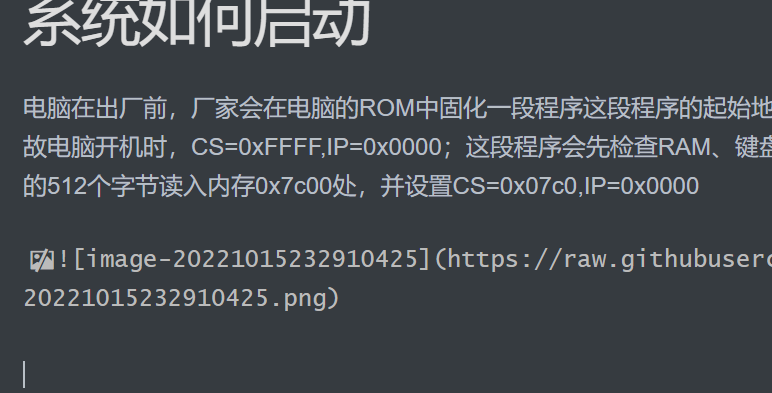 系统如何启动
电脑在出厂前，厂家会在电脑的ROM中固化一段程序这段程序的起始地
故电脑开机时，CS=0xFFFF,IP=0x0000；这段程序会先检查RAM、键盘
的512个字节读入内存0x7c00处，并设置CS=0x07c0,IP=0x0000
![image-20221015232910425](https://raw.githubuserc
20221015232910425.png)